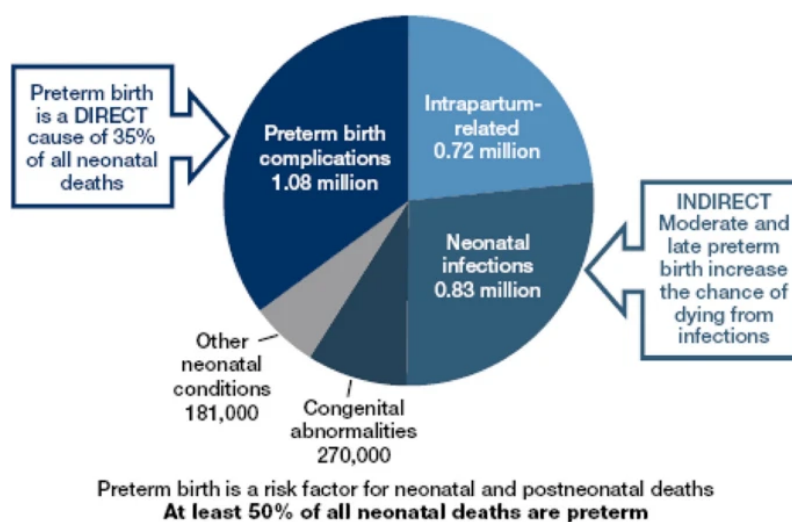 Preterm birth
is a DIRECT
cause of 35%
of all neonatal
deaths
Preterm birth
complications
1.08 million
Intrapartum-
related
0.72 million
Neonatal
infections
0.83 million
INDIRECT
Moderate and
late preterm
birth increase
the chance of
dying from
infections
Other
neonatal
conditions
181,000
Congenital
abnormalities
270,000
Preterm birth is a risk factor for neonatal and postneonatal deaths
At least 50% of all neonatal deaths are preterm